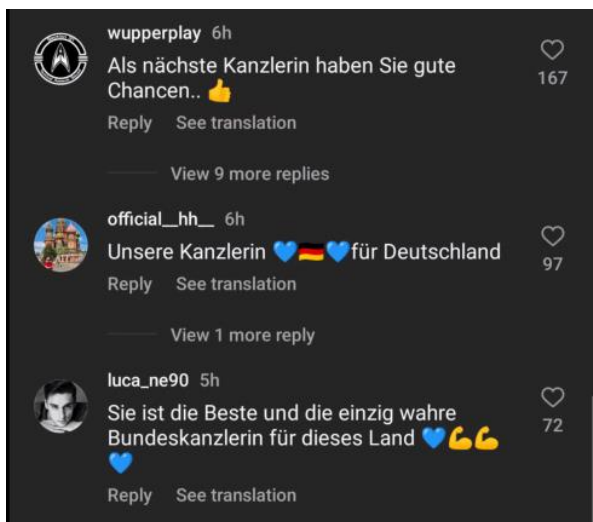 wupperplay 6h
Als nächste Kanzlerin haben Sie gute
Chancen.. 👍
167
Reply See translation
View 9 more replies
official__hh__ 6h
Unsere Kanzlerin 💙🇩🇪💙für Deutschland
97
Reply See translation
View 1 more reply
luca_ne90 5h
Sie ist die Beste und die einzig wahre
Bundeskanzlerin für dieses Land 💙💪💪
💙
72
Reply See translation